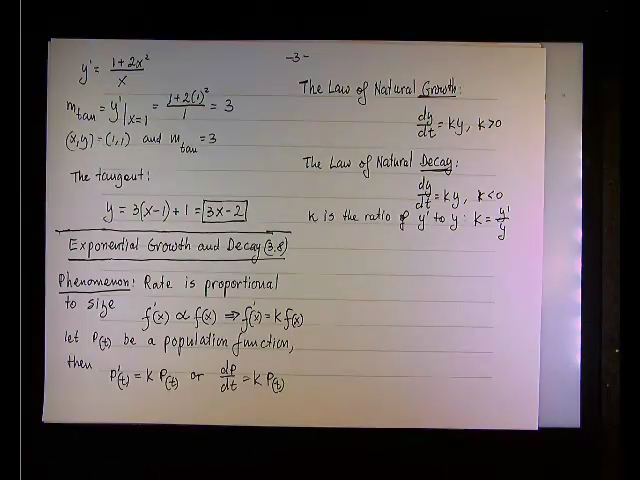 -3-
y' = (1+2x²)/x
m_tan = y'|x=1 = (1+2(1)²)/1 = 3
(x,y) = (1,1) and m_tan = 3
The tangent:
y = 3(x-1)+1 = 3x-2
Exponential Growth and Decay (3.8)
Phenomenon: Rate is proportional
to size
f'(x) ∝ f(x) ⇒ f'(x) = k f(x)
let P(t) be a population function,
then
P'(t) = k P(t) or dP/dt = k P(t)
The Law of Natural Growth:
dy/dt = ky, k>0
The Law of Natural Decay:
dy/dt = ky, k<0
k is the ratio of y' to y: k = y'/y